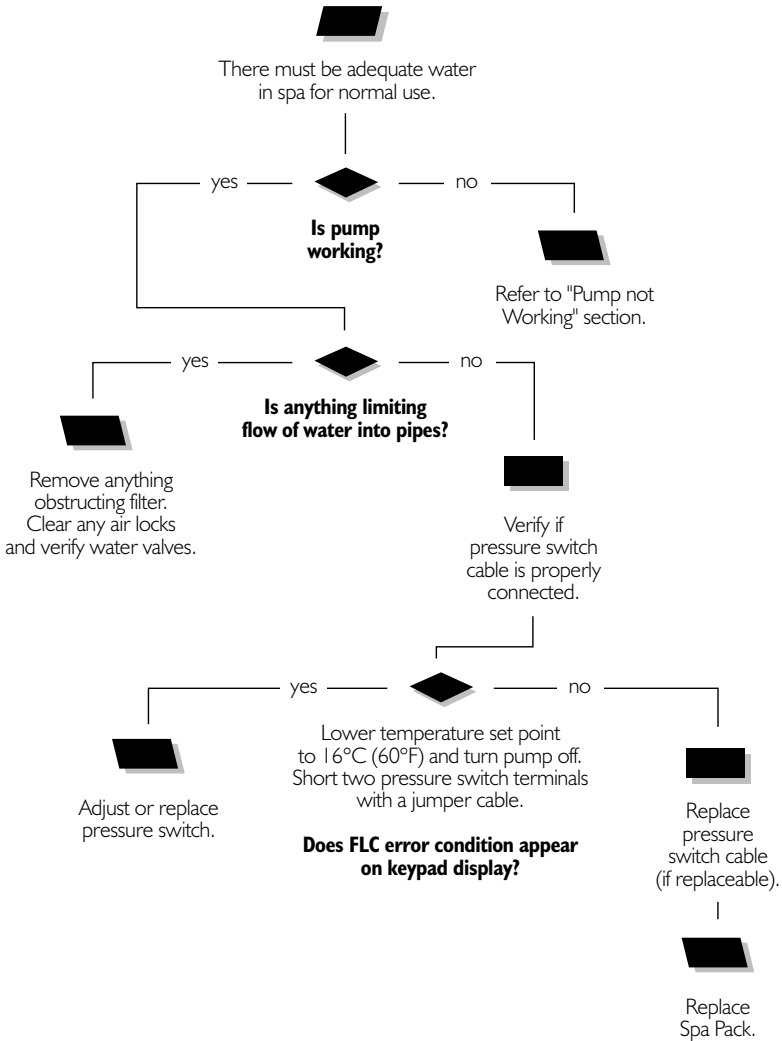 There must be adequate water
in spa for normal use.
yes
no
Is pump
working?
Refer to "Pump not
Working" section.
yes
no
Is anything limiting
flow of water into pipes?
Remove anything
obstructing filter.
Clear any air locks
and verify water valves.
Verify if
pressure switch
cable is properly
connected.
yes
no
Lower temperature set point
to 16°C (60°F) and turn pump off.
Short two pressure switch terminals
with a jumper cable.
Does FLC error condition appear
on keypad display?
Adjust or replace
pressure switch.
Replace
pressure
switch cable
(if replaceable).
Replace
Spa Pack.